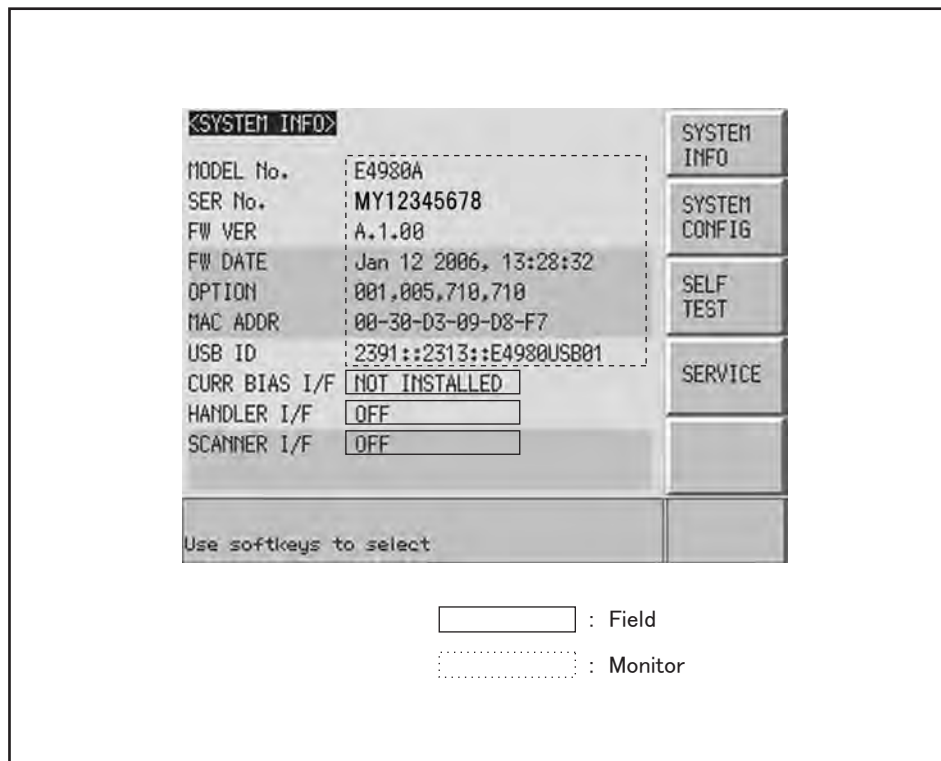 <SYSTEM INFO>
MODEL No. E4980A
SER No. MY12345678
FW VER A.1.00
FW DATE Jan 12 2006, 13:28:32
OPTION 001,005,710,710
MAC ADDR 00-30-D3-09-D8-F7
USB ID 2391::2313::E4980USB01
CURR BIAS I/F NOT INSTALLED
HANDLER I/F OFF
SCANNER I/F OFF
Use softkeys to select
SYSTEM
INFO
SYSTEM
CONFIG
SELF
TEST
SERVICE
: Field
: Monitor